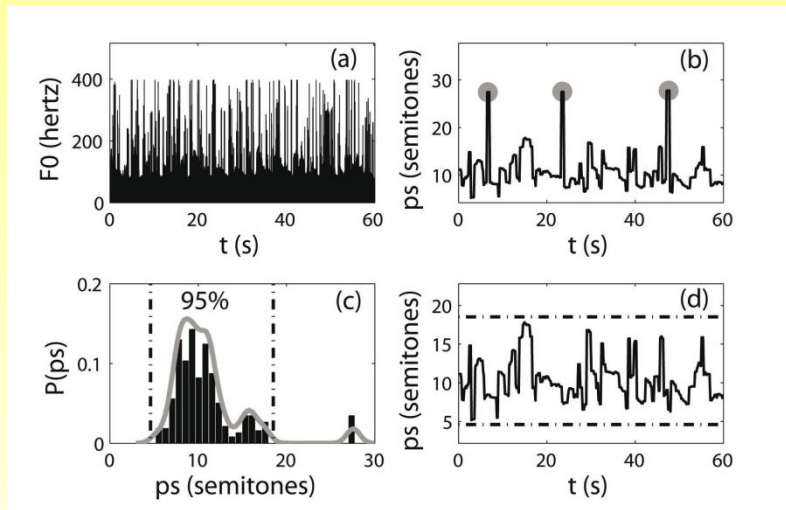 (a)
F0 (hertz)
400
200
0
0 20 40 60
t (s)
(b)
ps (semitones)
30
20
10
0 20 40 60
t (s)
(c)
95%
P(ps)
0.2
0.1
0
0 10 20 30
ps (semitones)
(d)
ps (semitones)
20
15
10
5
0 20 40 60
t (s)